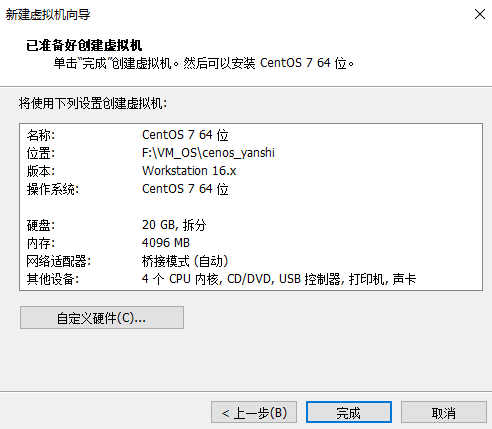 新建虚拟机向导
已准备好创建虚拟机
单击“完成”创建虚拟机。然后可以安装 CentOS 7 64 位。
将使用下列设置创建虚拟机:
名称: CentOS 7 64 位
位置: F:\VM_OS\cenos_yanshi
版本: Workstation 16.x
操作系统: CentOS 7 64 位
硬盘: 20 GB, 拆分
内存: 4096 MB
网络适配器: 桥接模式 (自动)
其他设备: 4 个 CPU 内核, CD/DVD, USB 控制器, 打印机, 声卡
自定义硬件(C)...
< 上一步(B) 完成 取消